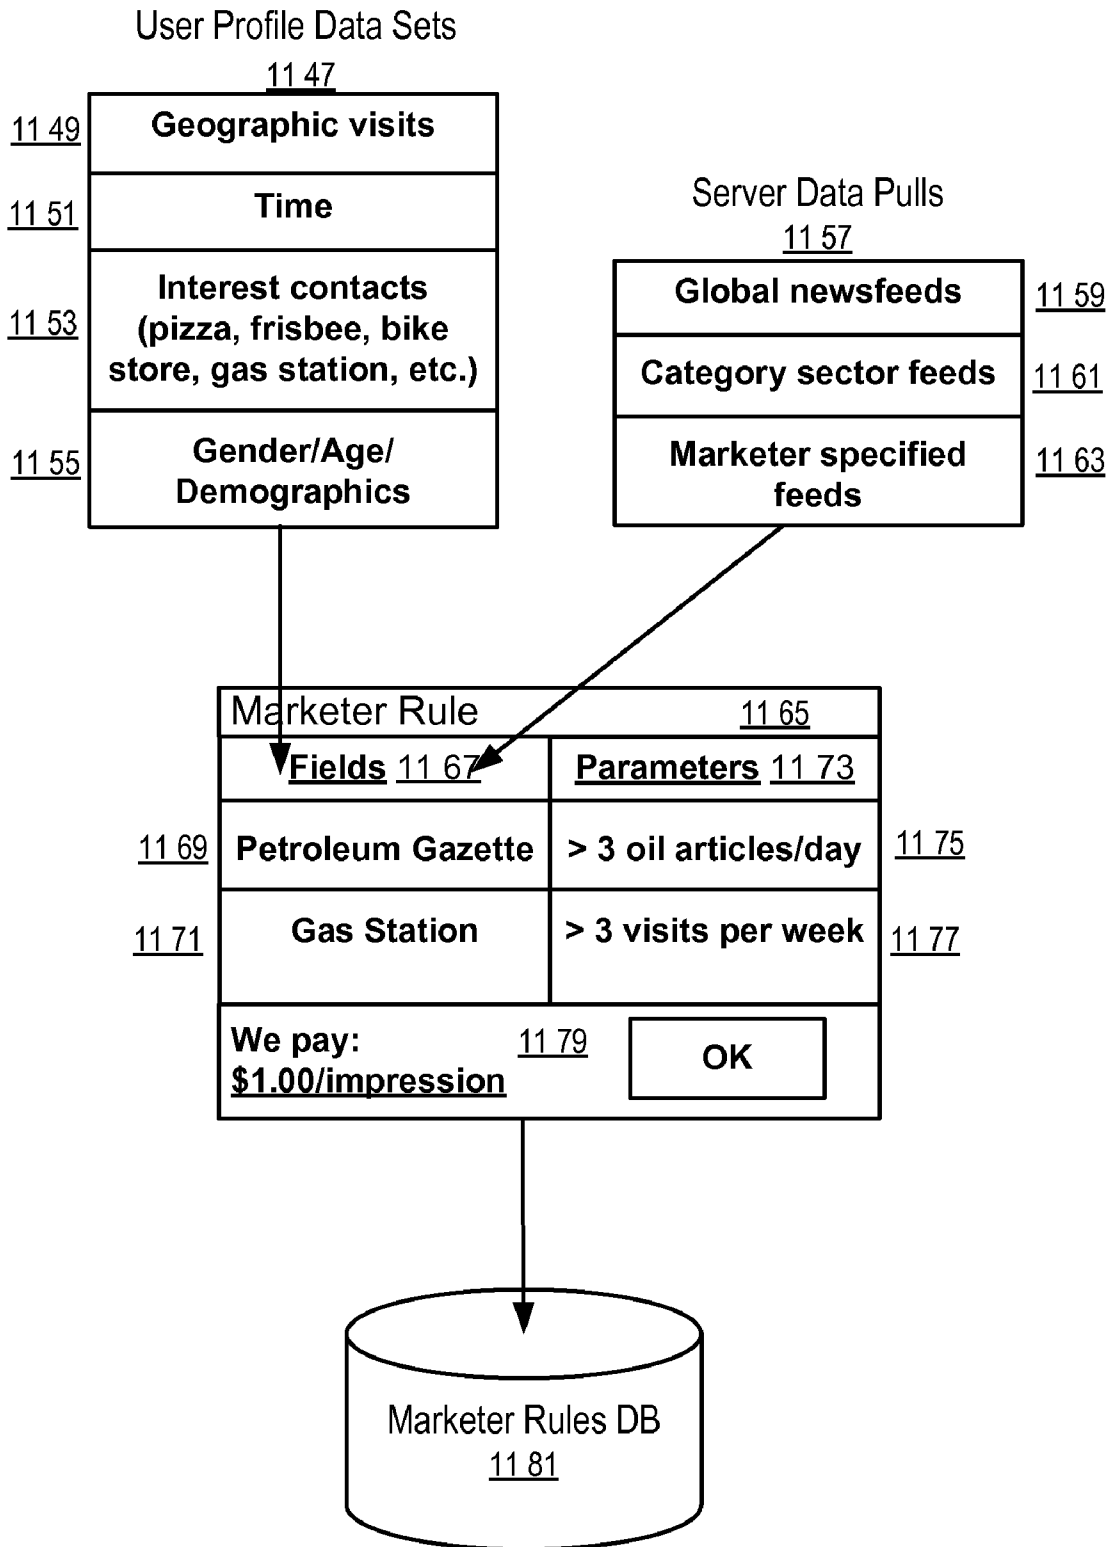 User Profile Data Sets
11 47
11 49 Geographic visits
11 51 Time
11 53 Interest contacts
(pizza, frisbee, bike
store, gas station, etc.)
11 55 Gender/Age/
Demographics
Server Data Pulls
11 57
Global newsfeeds 11 59
Category sector feeds 11 61
Marketer specified 11 63
feeds
Marketer Rule 11 65
Fields 11 67 Parameters 11 73
11 69 Petroleum Gazette > 3 oil articles/day 11 75
11 71 Gas Station > 3 visits per week 11 77
We pay: 11 79 OK
$1.00/impression
Marketer Rules DB
11 81